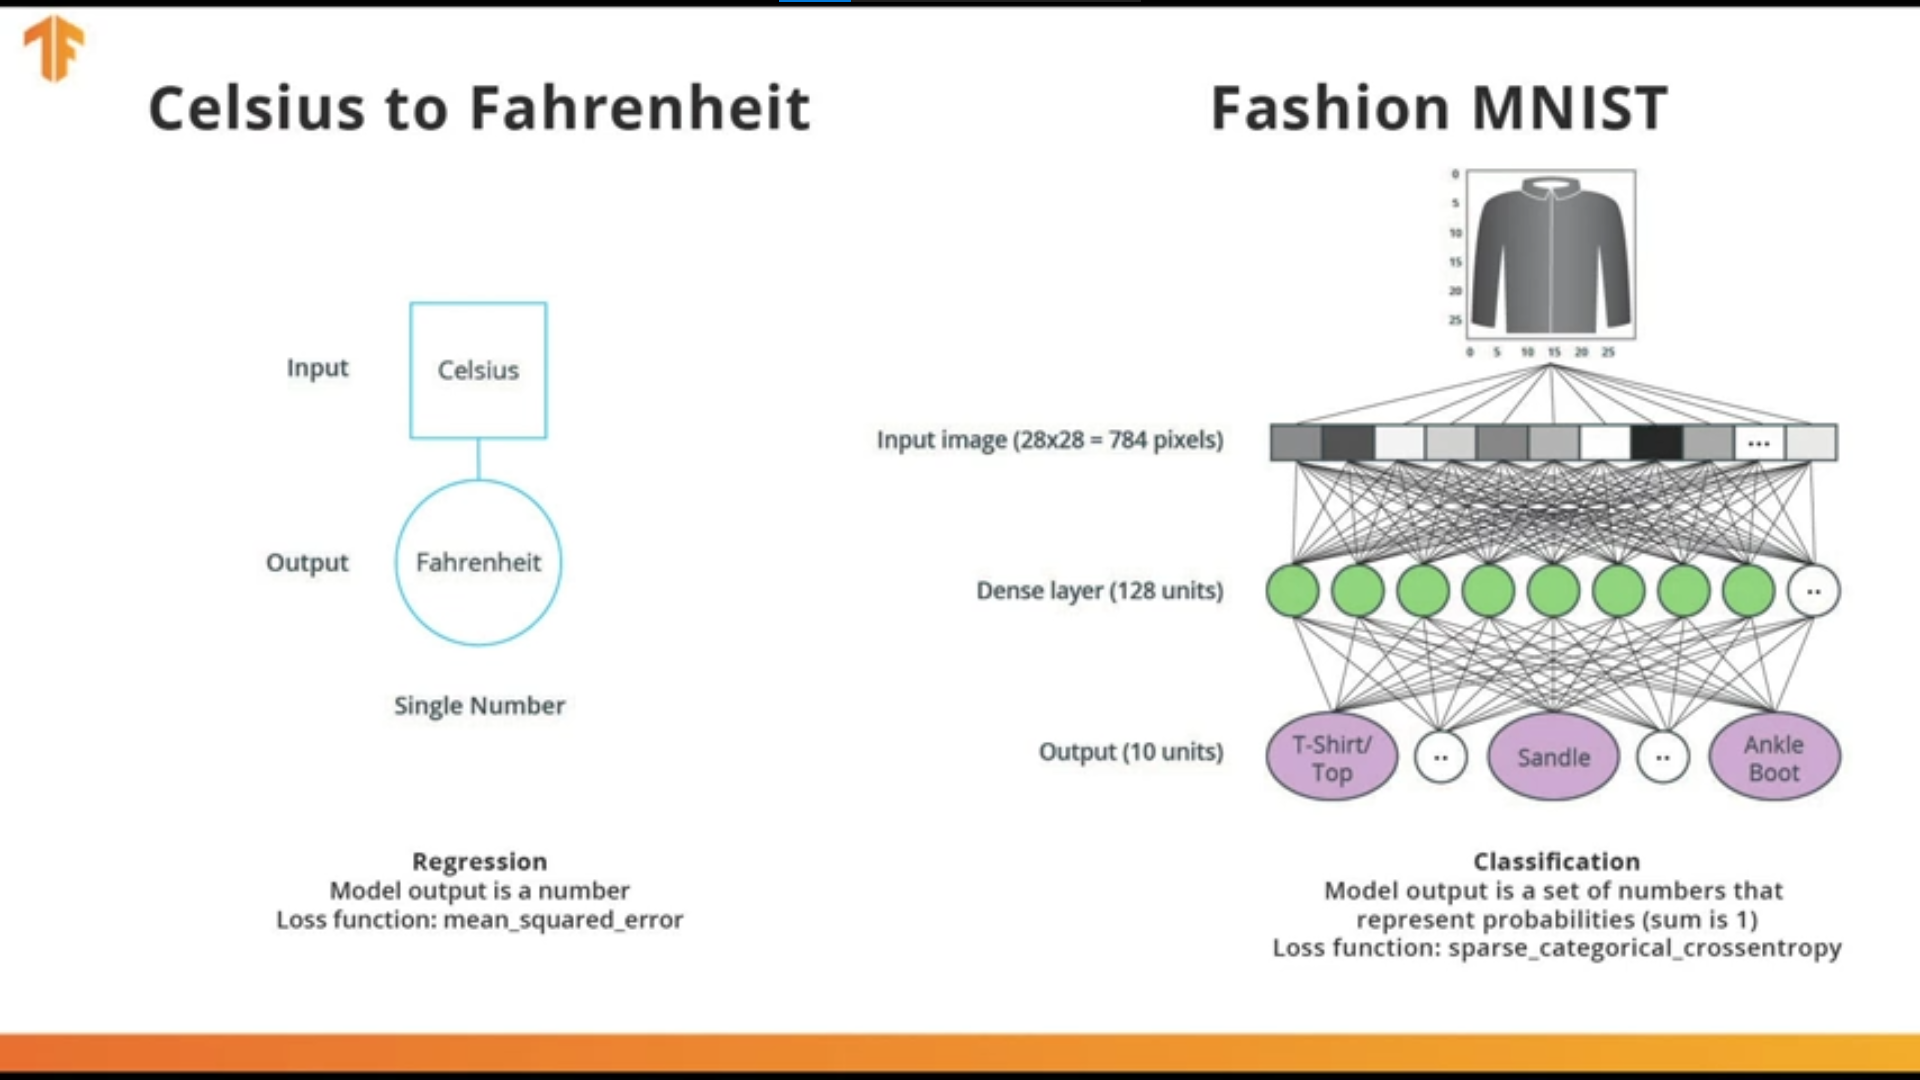 Celsius to Fahrenheit
Input
Celsius
Output
Fahrenheit
Single Number
Regression
Model output is a number
Loss function: mean_squared_error
Fashion MNIST
0
5
10
15
20
25
0 5 10 15 20 25
Input image (28x28 = 784 pixels)
...
Dense layer (128 units)
..
Output (10 units)
T-Shirt/
Top
..
Sandle
..
Ankle
Boot
Classification
Model output is a set of numbers that
represent probabilities (sum is 1)
Loss function: sparse_categorical_crossentropy